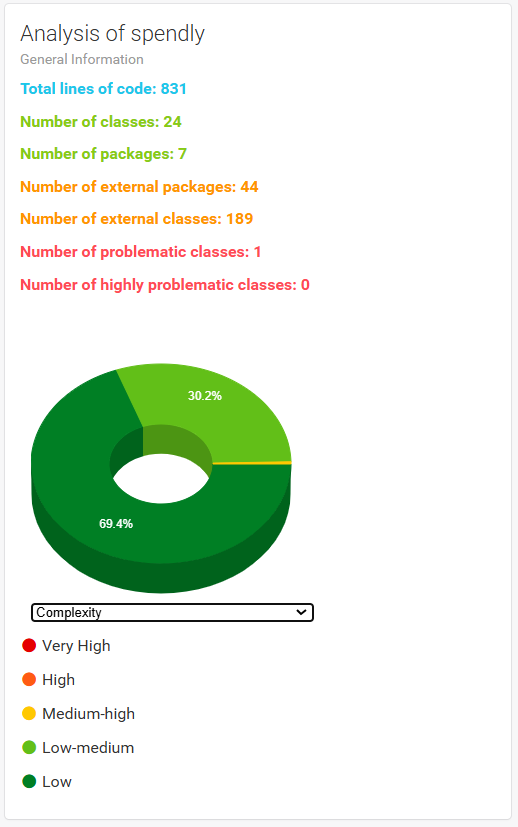 Analysis of spendly
General Information
Total lines of code: 831
Number of classes: 24
Number of packages: 7
Number of external packages: 44
Number of external classes: 189
Number of problematic classes: 1
Number of highly problematic classes: 0
30.2%
69.4%
Complexity
Very High
High
Medium-high
Low-medium
Low